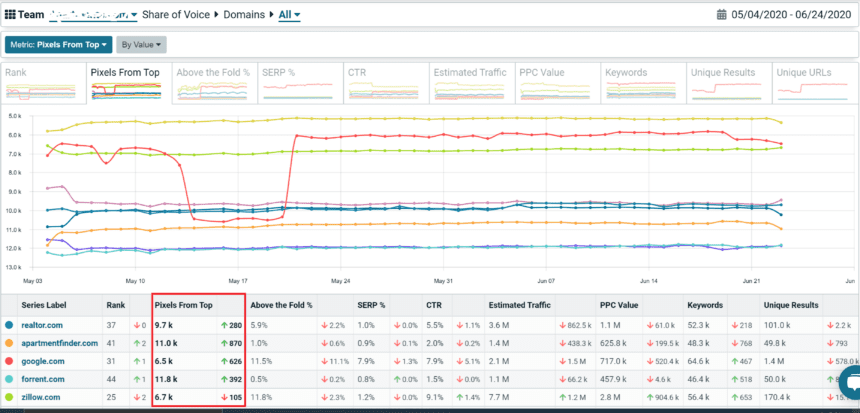 Team Share of Voice Domains All 05/04/2020 - 06/24/2020
Metric: Pixels From Top By Value
Rank Pixels From Top Above the Fold % SERP % CTR Estimated Traffic PPC Value Keywords Unique Results Unique URLs
5.0 k
6.0 k
7.0 k
8.0 k
9.0 k
10.0 k
11.0 k
12.0 k
13.0 k
May 03 May 10 May 17 May 24 May 31 Jun 07 Jun 14 Jun 21 Jun
Series Label Rank Pixels From Top Above the Fold % SERP % CTR Estimated Traffic PPC Value Keywords Unique Results
realtor.com 37 ↓ 0 9.7 k ↑ 280 5.9% ↓ 2.2% 1.0% ↓ 0.0% 5.5% ↓ 1.1% 3.6 M ↓ 862.5 k 1.1 M ↓ 61.0 k 52.3 k ↓ 218 101.0 k ↓ 2.2 k
apartmentfinder.com 41 ↑ 2 11.0 k ↑ 870 1.0% ↓ 0.6% 0.9% ↓ 0.1% 2.0% ↓ 0.2% 1.4 M ↓ 438.3 k 625.8 k ↓ 199.5 k 48.3 k ↓ 768 49.8 k ↓ 793
google.com 31 ↑ 1 6.5 k ↑ 626 11.5% ↓ 11.1% 7.9% ↓ 1.3% 7.9% ↓ 5.1% 2.1 M ↓ 1.5 M 717.0 k ↓ 520.4 k 64.6 k ↑ 467 1.4 M ↓ 578.0
forrent.com 44 ↑ 1 11.8 k ↑ 392 0.5% ↓ 0.2% 0.8% ↑ 0.0% 1.5% ↓ 0.0% 1.1 M ↓ 66.2 k 457.9 k ↓ 4.6 k 46.4 k ↑ 518 50.0 k ↑
zillow.com 25 ↓ 2 6.7 k ↓ 105 11.8% ↓ 2.3% 1.2% ↓ 0.0% 9.1% ↑ 1.4% 7.7 M ↑ 1.2 M 2.8 M ↑ 904.6 k 56.4 k ↑ 653 170.4 k ↓